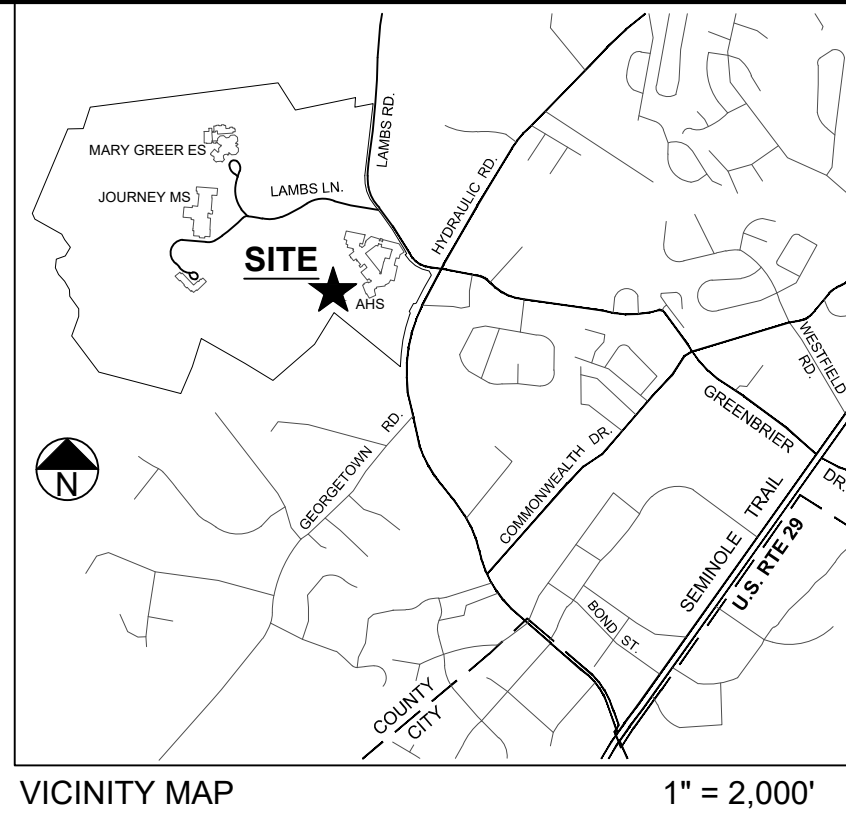 MARY GREER ES
LAMBS RD.
JOURNEY MS
LAMBS LN.
HYDRAULIC RD.
SITE
AHS
N
GEORGETOWN RD.
COMMONWEALTH DR.
WESTFIELD
RD.
GREENBRIER
DR.
SEMINOLE TRAIL
U.S. RTE 29
BOND ST.
COUNTY
CITY
VICINITY MAP 1" = 2,000'